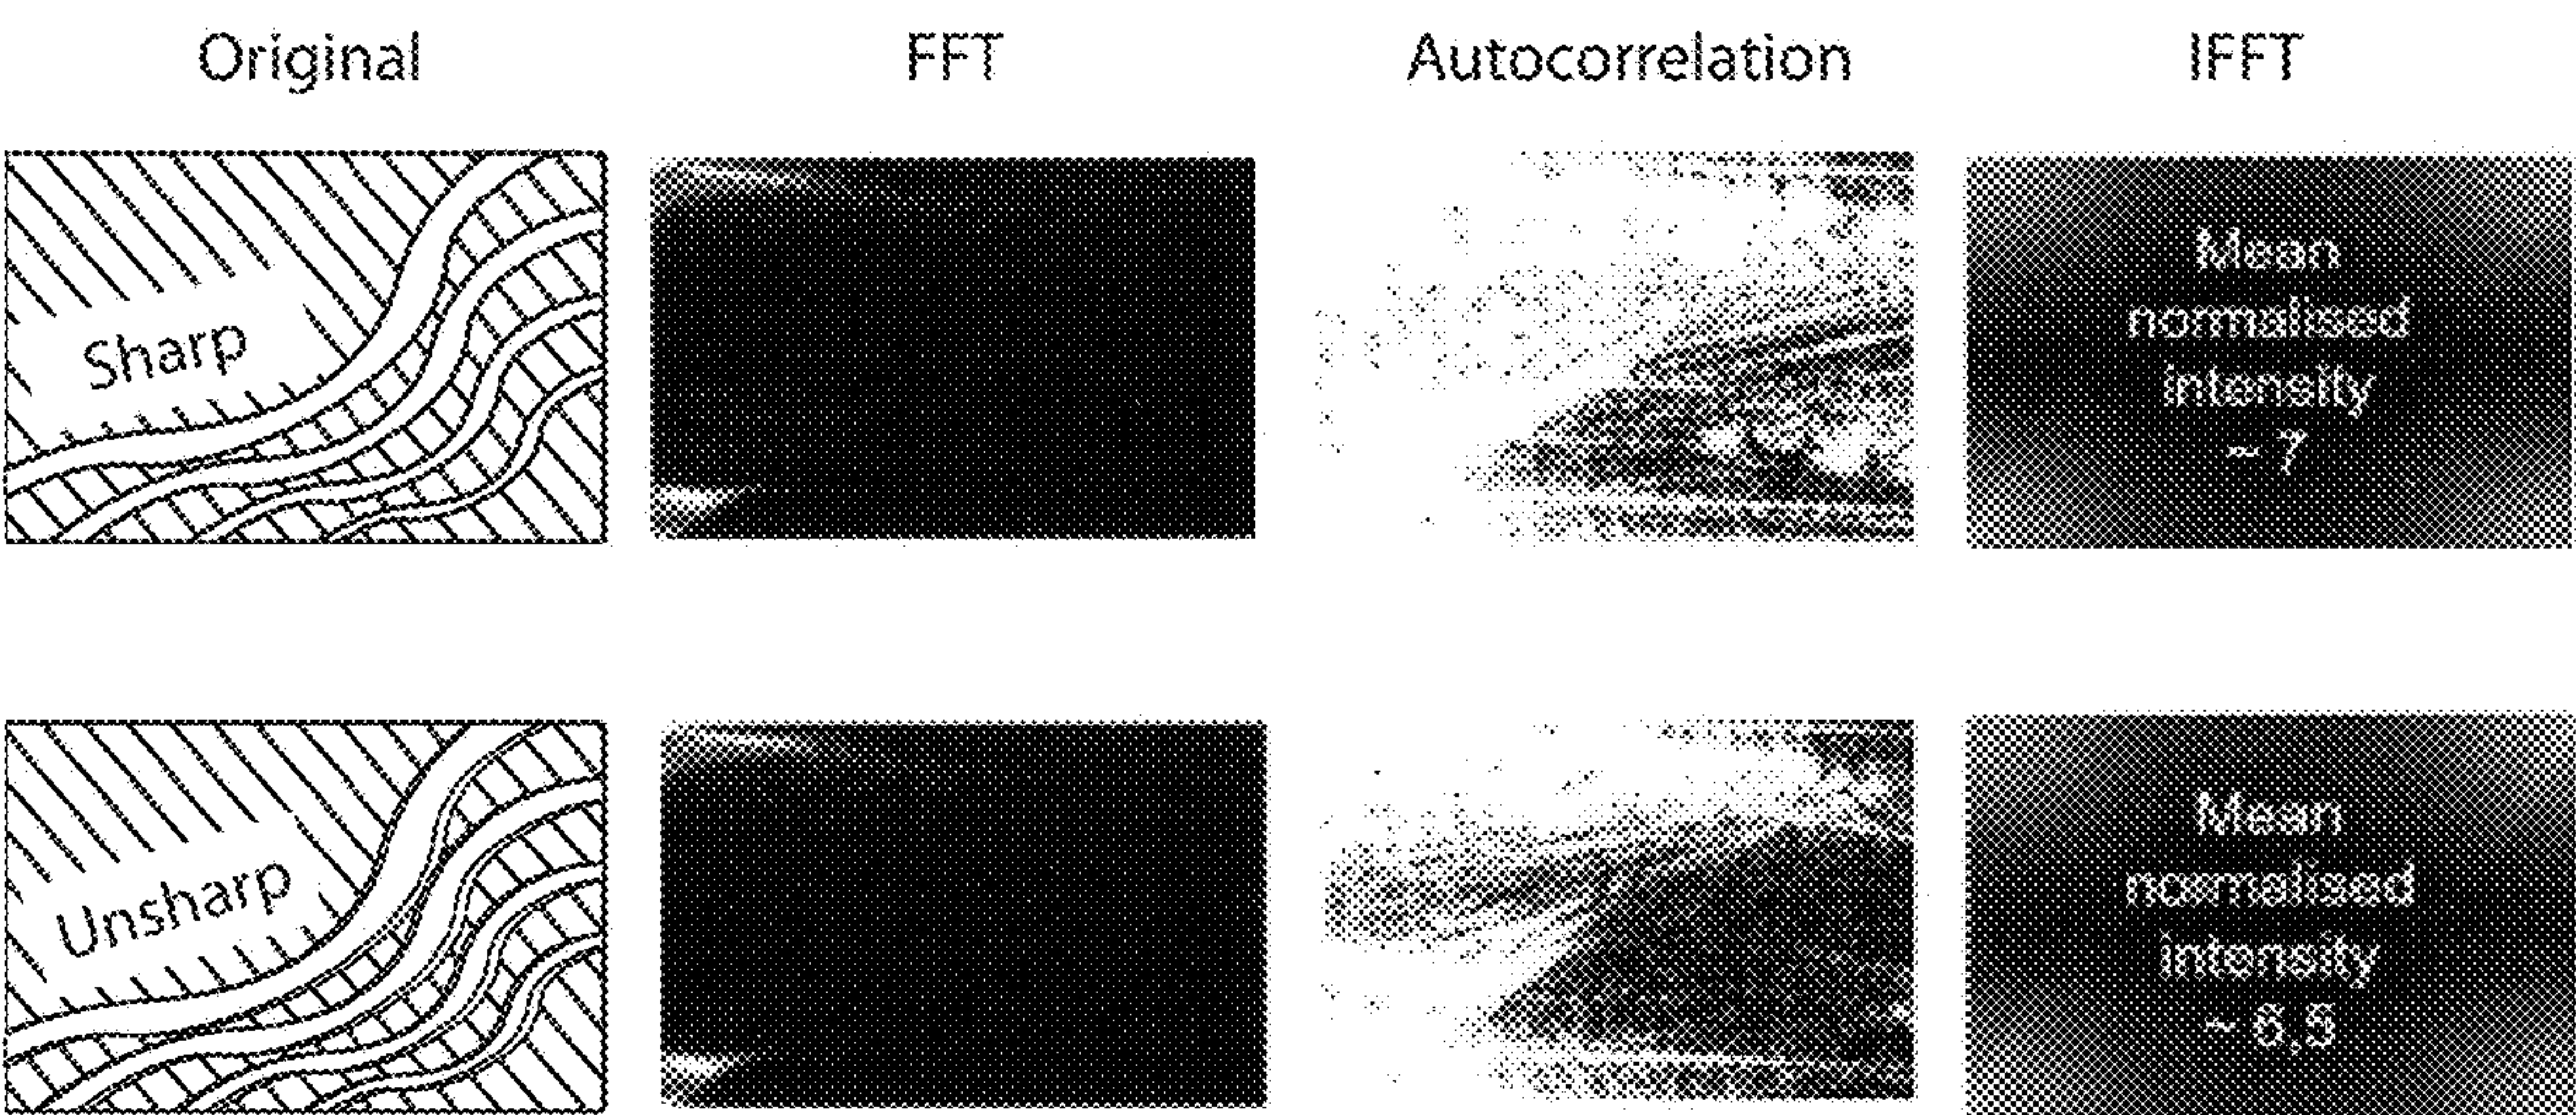 Original FFT Autocorrelation IFFT
Sharp
Mean
normalised
intensity
~ 7
Unsharp
Mean
normalised
intensity
~ 6,5